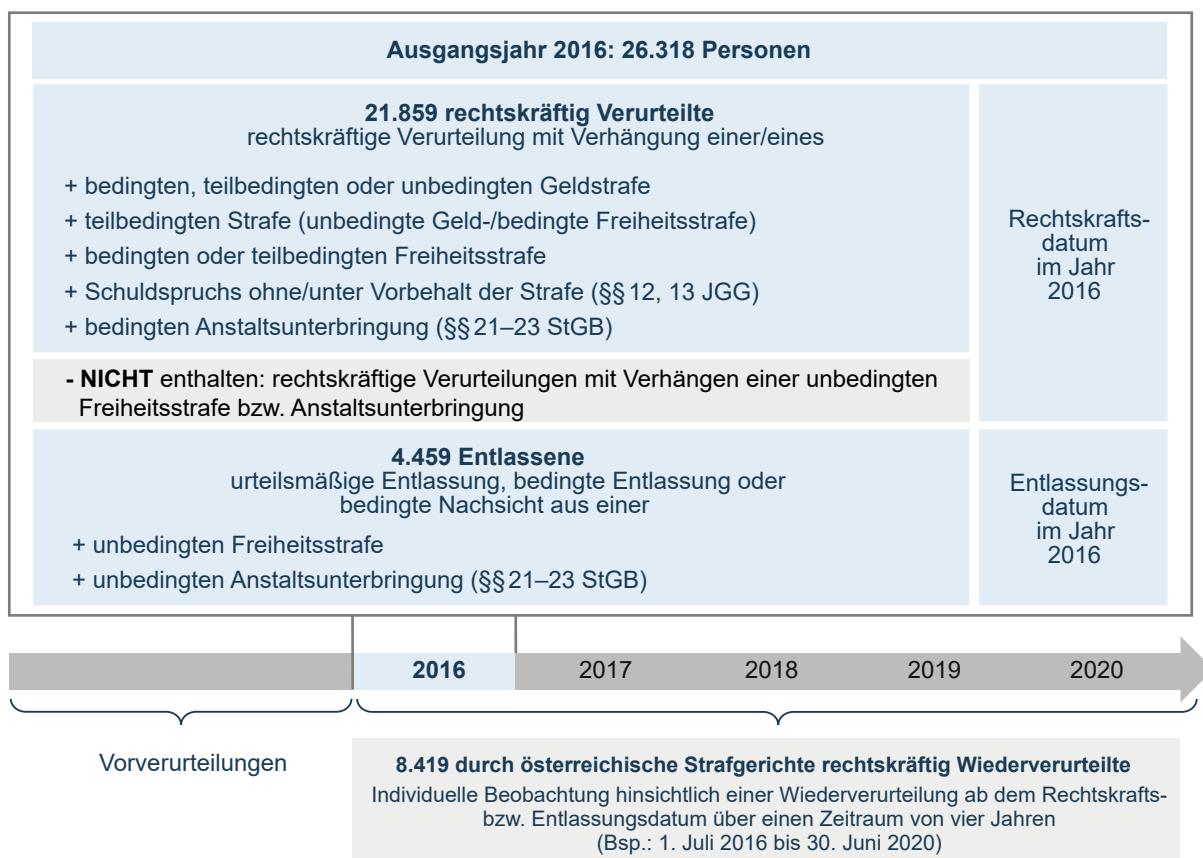 Ausgangsjahr 2016: 26.318 Personen
21.859 rechtskräftig Verurteilte
rechtskräftige Verurteilung mit Verhängung einer/eines
+ bedingten, teilbedingten oder unbedingten Geldstrafe
+ teilbedingten Strafe (unbedingte Geld-/bedingte Freiheitsstrafe)
+ bedingten oder teilbedingten Freiheitsstrafe
+ Schuldspruchs ohne/unter Vorbehalt der Strafe (§§ 12, 13 JGG)
+ bedingten Anstaltsunterbringung (§§ 21–23 StGB)
Rechtskrafts-
datum
im Jahr
2016
- NICHT enthalten: rechtskräftige Verurteilungen mit Verhängen einer unbedingten
Freiheitsstrafe bzw. Anstaltsunterbringung
4.459 Entlassene
urteilsmäßige Entlassung, bedingte Entlassung oder
bedingte Nachsicht aus einer
+ unbedingten Freiheitsstrafe
+ unbedingten Anstaltsunterbringung (§§ 21–23 StGB)
Entlassungs-
datum
im Jahr
2016
2016 2017 2018 2019 2020
Vorverurteilungen
8.419 durch österreichische Strafgerichte rechtskräftig Wiederverurteilte
Individuelle Beobachtung hinsichtlich einer Wiederverurteilung ab dem Rechtskrafts-
bzw. Entlassungsdatum über einen Zeitraum von vier Jahren
(Bsp.: 1. Juli 2016 bis 30. Juni 2020)